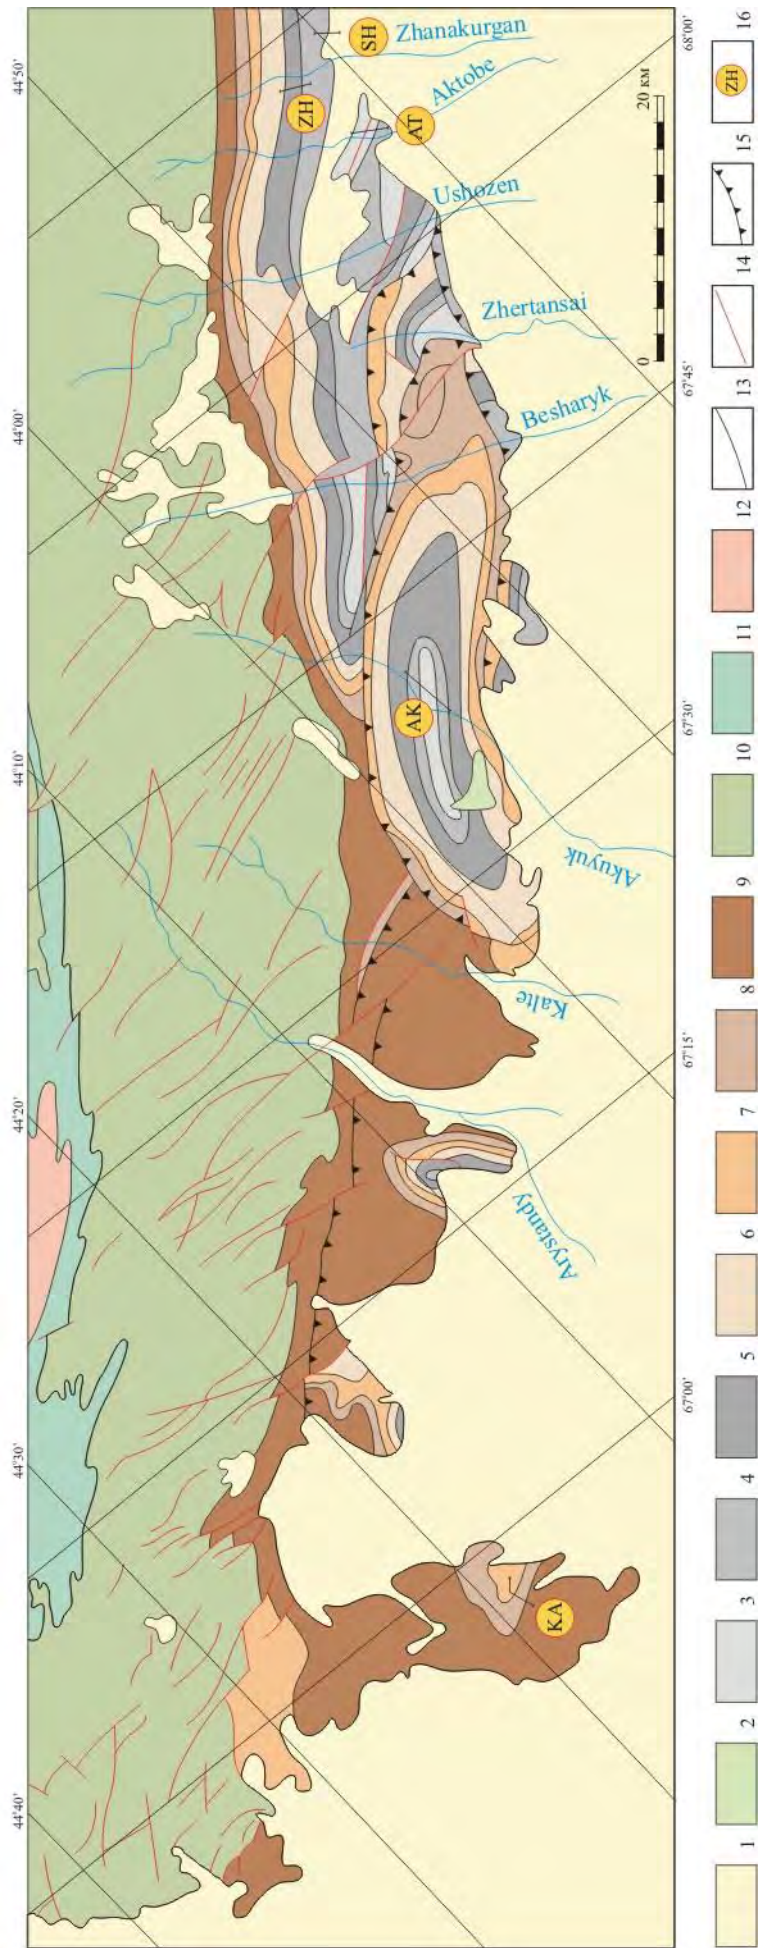 44°40'
44°30'
44°20'
44°10'
44°00'
44°50'
Arystandy
Kalte
Akuyuk
Besharyk
Zhertansai
Ushozen
Aktobe
Zhanakurgan
KA
AK
ZH
AT
SH
0
20 км
67°00'
67°15'
67°30'
67°45'
68°00'
1
2
3
4
5
6
7
8
9
10
11
12
13
14
15
16
ZH